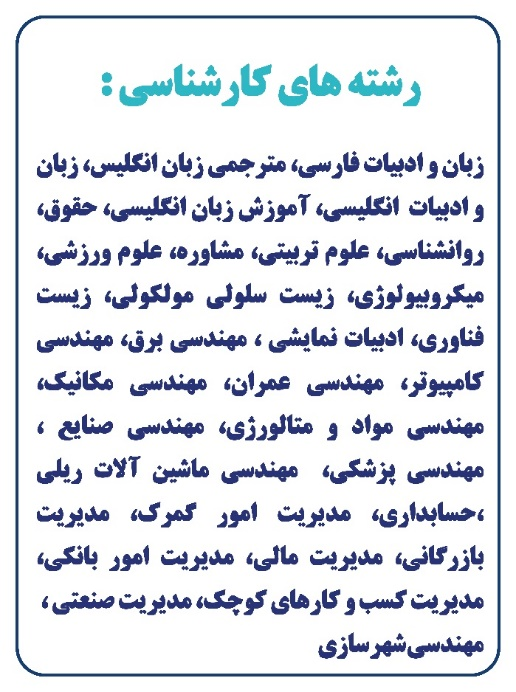 رشته های کارشناسی :
زبان و ادبیات فارسی، مترجمی زبان انگلیس، زبان
و ادبیات انگلیسی، آموزش زبان انگلیسی، حقوق،
روانشناسی، علوم تربیتی، مشاوره، علوم ورزشی،
میکروبیولوژی، زیست سلولی مولکولی، زیست
فناوری، ادبیات نمایشی ، مهندسی برق، مهندسی
کامپیوتر، مهندسی عمران، مهندسی مکانیک،
مهندسی مواد و متالورژی، مهندسی صنایع ،
مهندسی پزشکی، مهندسی ماشین آلات ریلی
،حسابداری، مدیریت امور گمرک، مدیریت
بازرگانی، مدیریت مالی، مدیریت امور بانکی،
مدیریت کسب و کارهای کوچک، مدیریت صنعتی ،
مهندسی‌شهرسازی